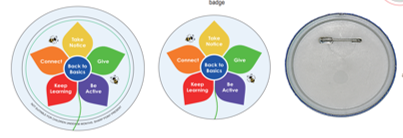 badge
Take
Notice
Connect
Give
Back to
Basics
Keep
Learning
Be
Active
Take
Notice
Connect
Give
Back to
Basics
Keep
Learning
Be
Active